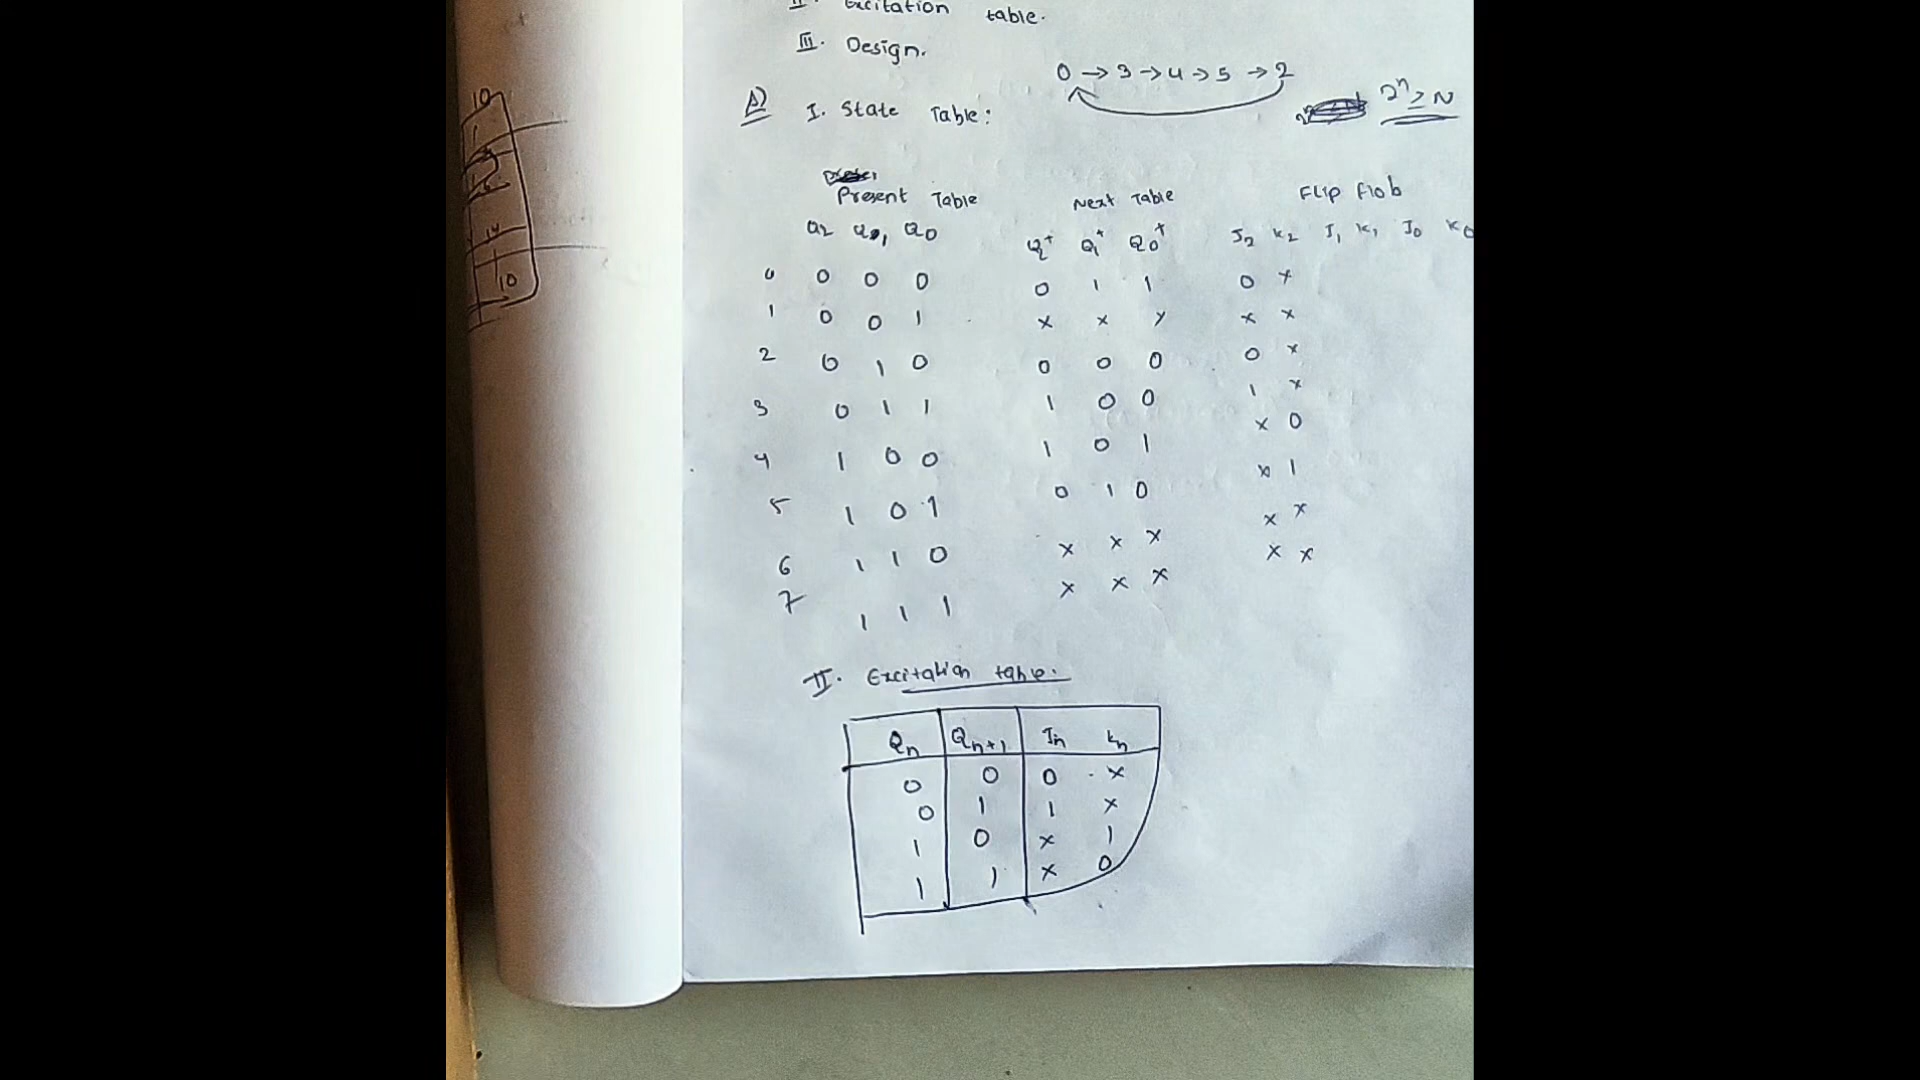 II. Excitation table.
III. Design.
0 → 3 → 4 → 5 → 2
A) I. State Table: 2ⁿ ≥ N
Present Table Next Table Flip flob
Q2 Q1 Q0 Q2⁺ Q1⁺ Q0⁺ J2 K2 J1 K1 J0 K0
0 0 0 0 0 1 1 0 x
1 0 0 1 x x x x x
2 0 1 0 0 0 0 0 x
3 0 1 1 1 0 0 1 x
4 1 0 0 1 0 1 x 0
5 1 0 1 0 1 0 x 1
6 1 1 0 x x x x x
7 1 1 1 x x x x x
II. Excitation table.
Qn Qn+1 Jn Kn
0 0 0 x
0 1 1 x
1 0 x 1
1 1 x 0
10
14
10